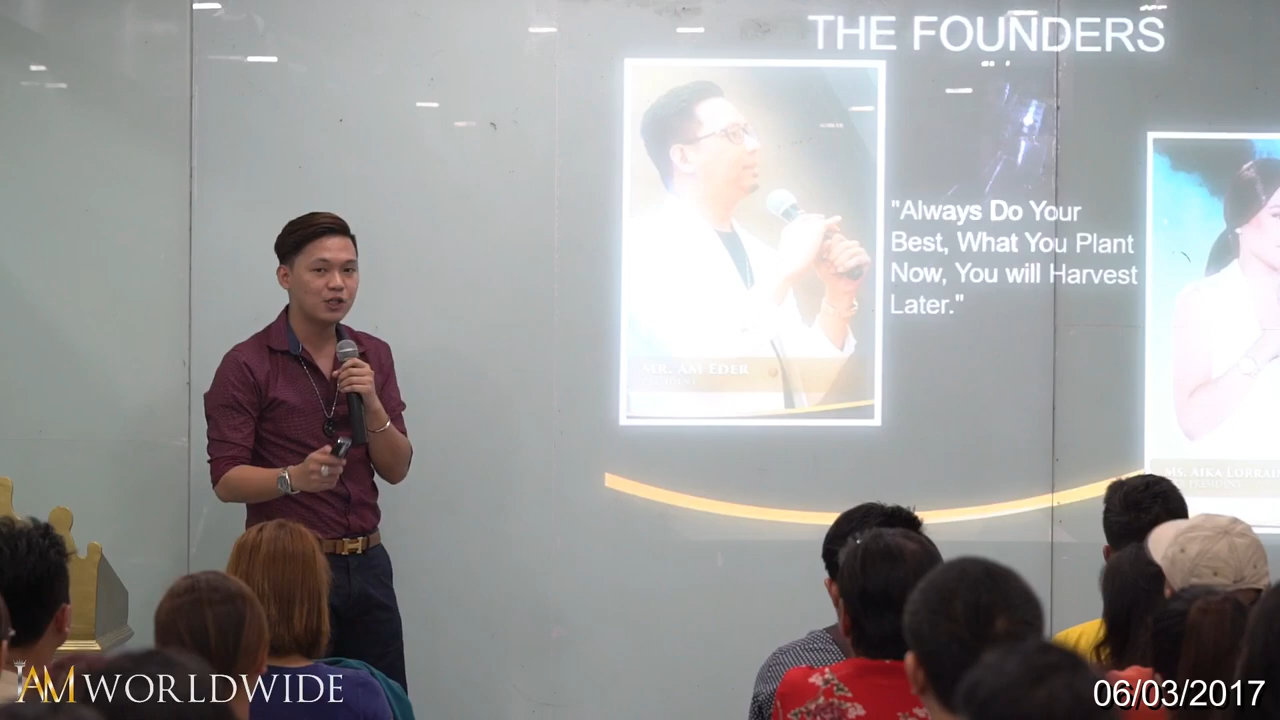 THE FOUNDERS
"Always Do Your
Best, What You Plant
Now, You will Harvest
Later."
MR. AM EDER
PRESIDENT
MS. AIKA LORRAI
IAM WORLDWIDE
06/03/2017